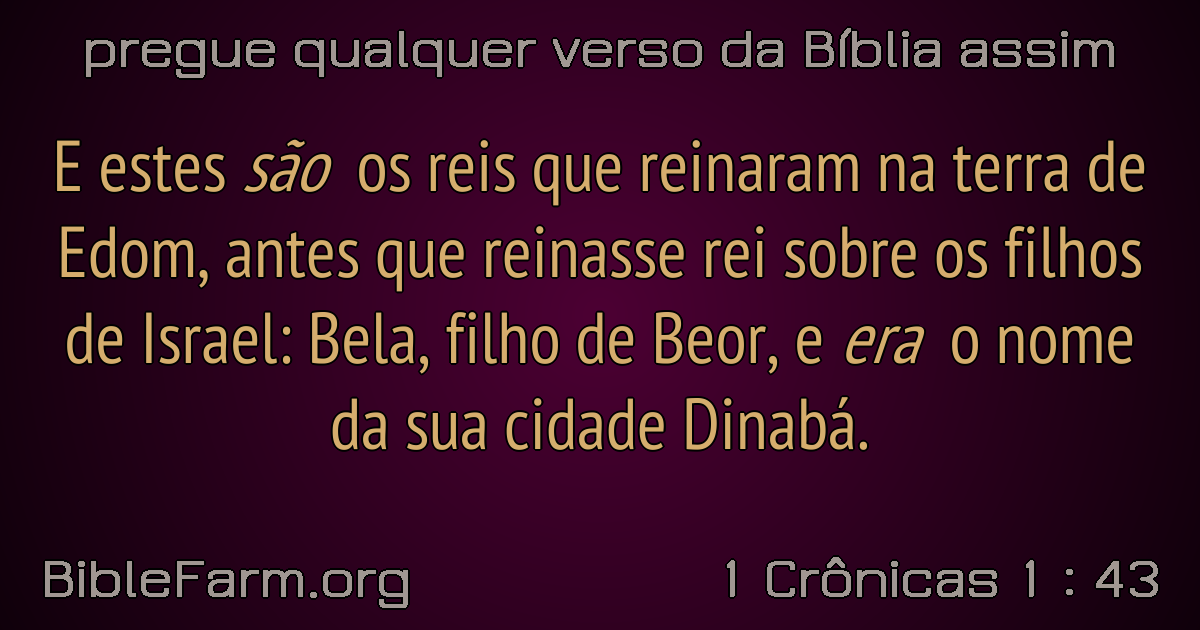 pregue qualquer verso da Bíblia assim
E estes são os reis que reinaram na terra de
Edom, antes que reinasse rei sobre os filhos
de Israel: Bela, filho de Beor, e era o nome
da sua cidade Dinabá.
BibleFarm.org
1 Crônicas 1 : 43